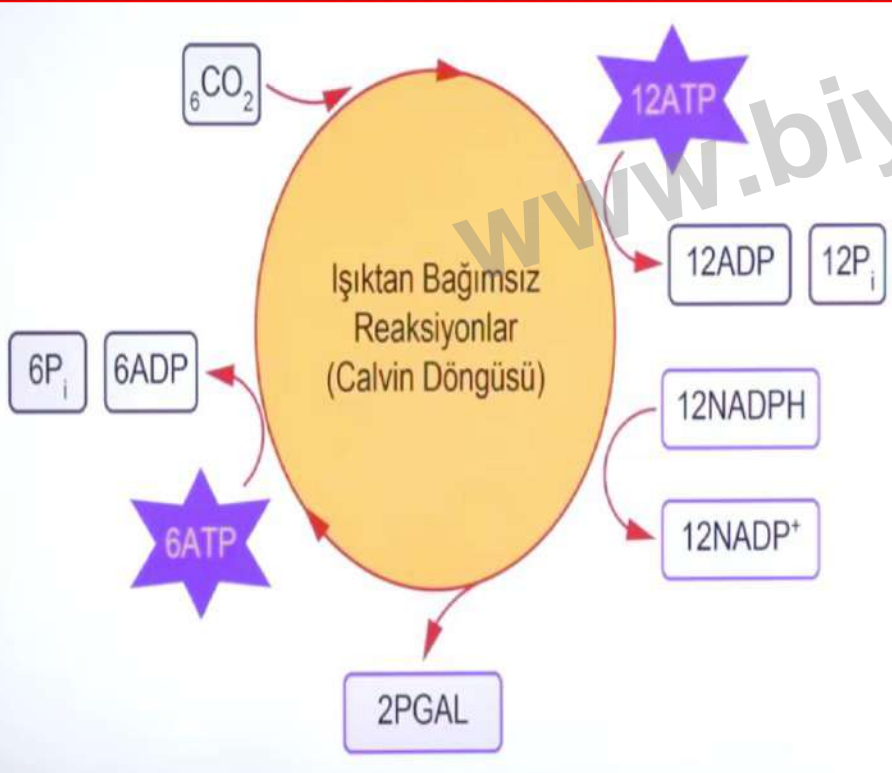 6CO2
12ATP
www.biy
12ADP
12Pi
Işıktan Bağımsız
Reaksiyonlar
(Calvin Döngüsü)
6Pi
6ADP
12NADPH
6ATP
12NADP+
2PGAL